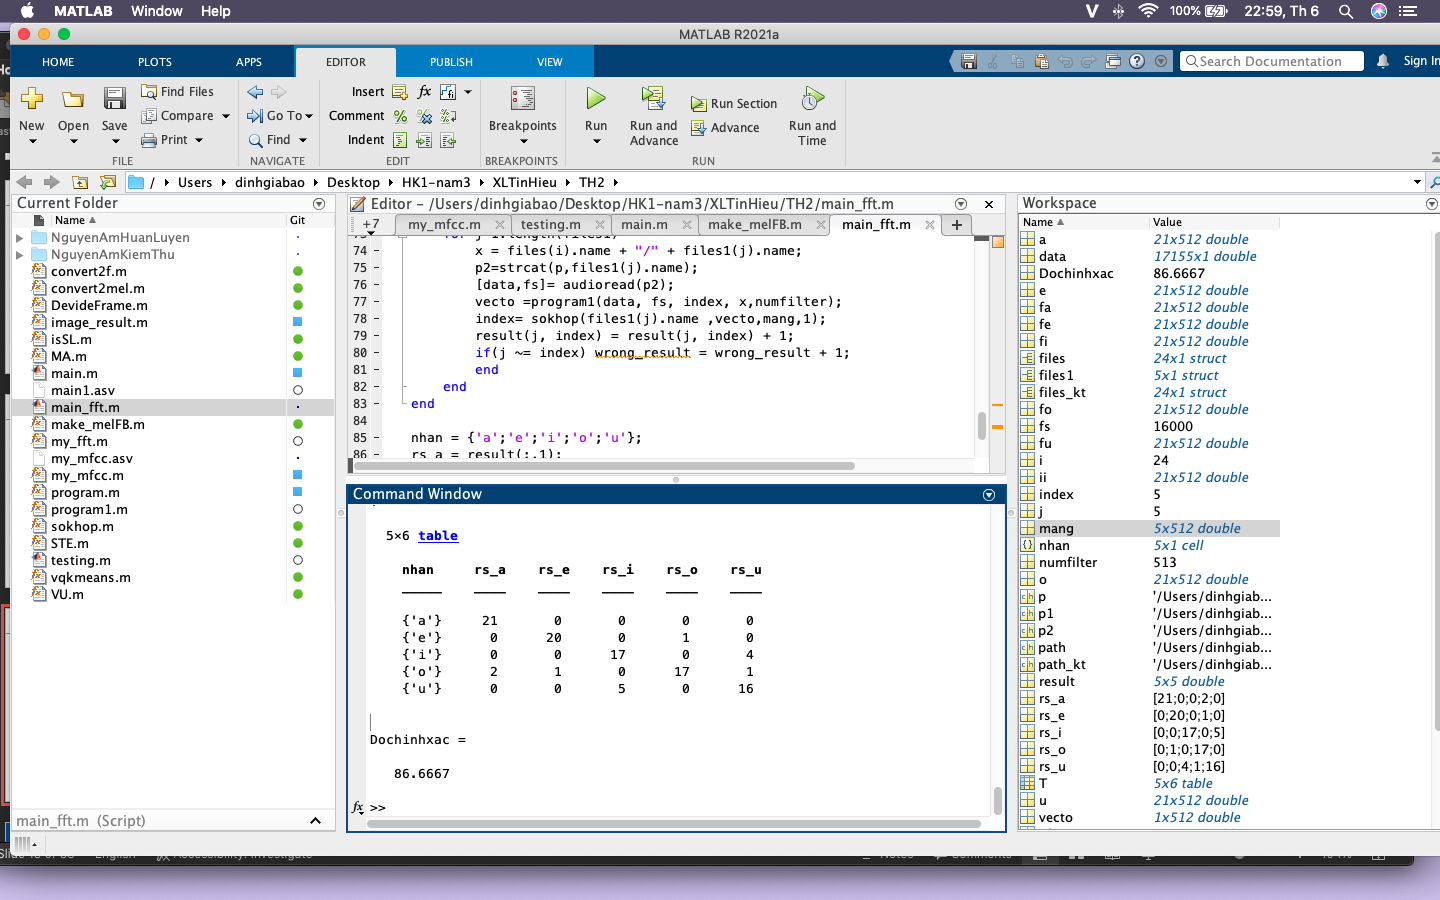 MATLAB Window Help
100% 22:59, Th 6
MATLAB R2021a
HOME PLOTS APPS EDITOR PUBLISH VIEW
Search Documentation
Sign In
New Open Save
Find Files
Compare
Print
FILE
Go To
Find
NAVIGATE
Insert fx
Comment % %
Indent
EDIT
Breakpoints
BREAKPOINTS
Run
Run and Advance
Run Section
Advance
Run and Time
RUN
/ Users dinhgiabao Desktop HK1-nam3 XLTinHieu TH2
Current Folder
Name Git
NguyenAmHuanLuyen
NguyenAmKiemThu
convert2f.m
convert2mel.m
DevideFrame.m
image_result.m
isSL.m
MA.m
main.m
main1.asv
main_fft.m
make_melFB.m
my_fft.m
my_mfcc.asv
my_mfcc.m
program.m
program1.m
sokhop.m
STE.m
testing.m
vqkmeans.m
VU.m
main_fft.m (Script)
Editor - /Users/dinhgiabao/Desktop/HK1-nam3/XLTinHieu/TH2/main_fft.m
+7 my_mfcc.m testing.m main.m make_melFB.m main_fft.m +
74 - x = files(i).name + "/" + files1(j).name;
75 - p2=strcat(p,files1(j).name);
76 - [data,fs]= audioread(p2);
77 - vecto =program1(data, fs, index, x,numfilter);
78 - index= sokhop(files1(j).name ,vecto,mang,1);
79 - result(j, index) = result(j, index) + 1;
80 - if(j ~= index) wrong_result = wrong_result + 1;
81 - end
82 - end
83 - end
84
85 - nhan = {'a';'e';'i';'o';'u'};
86 - rs_a = result(:,1);
Command Window
5×6 table
nhan rs_a rs_e rs_i rs_o rs_u
{'a'} 21 0 0 0 0
{'e'} 0 20 0 1 0
{'i'} 0 0 17 0 4
{'o'} 2 1 0 17 1
{'u'} 0 0 5 0 16
Dochinhxac =
86.6667
fx >>
Workspace
Name Value
a 21x512 double
data 17155x1 double
Dochinhxac 86.6667
e 21x512 double
fa 21x512 double
fe 21x512 double
fi 21x512 double
files 24x1 struct
files1 5x1 struct
files_kt 24x1 struct
fo 21x512 double
fs 16000
fu 21x512 double
i 24
ii 21x512 double
index 5
j 5
mang 5x512 double
nhan 5x1 cell
numfilter 513
o 21x512 double
p '/Users/dinhgiab...
p1 '/Users/dinhgiab...
p2 '/Users/dinhgiab...
path '/Users/dinhgiab...
path_kt '/Users/dinhgiab...
result 5x5 double
rs_a [21;0;0;2;0]
rs_e [0;20;0;1;0]
rs_i [0;0;17;0;5]
rs_o [0;1;0;17;0]
rs_u [0;0;4;1;16]
T 5x6 table
u 21x512 double
vecto 1x512 double